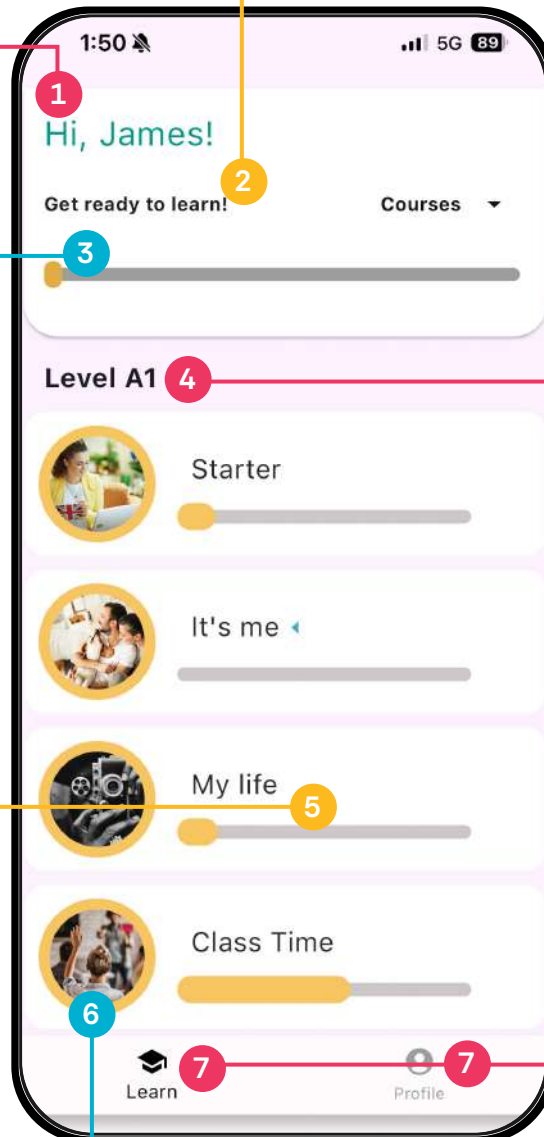 1:50 5G 89
1
Hi, James!
2
Get ready to learn! Courses
3
Level A1 4
Starter
It's me
My life
5
Class Time
6
7 7
Learn Profile